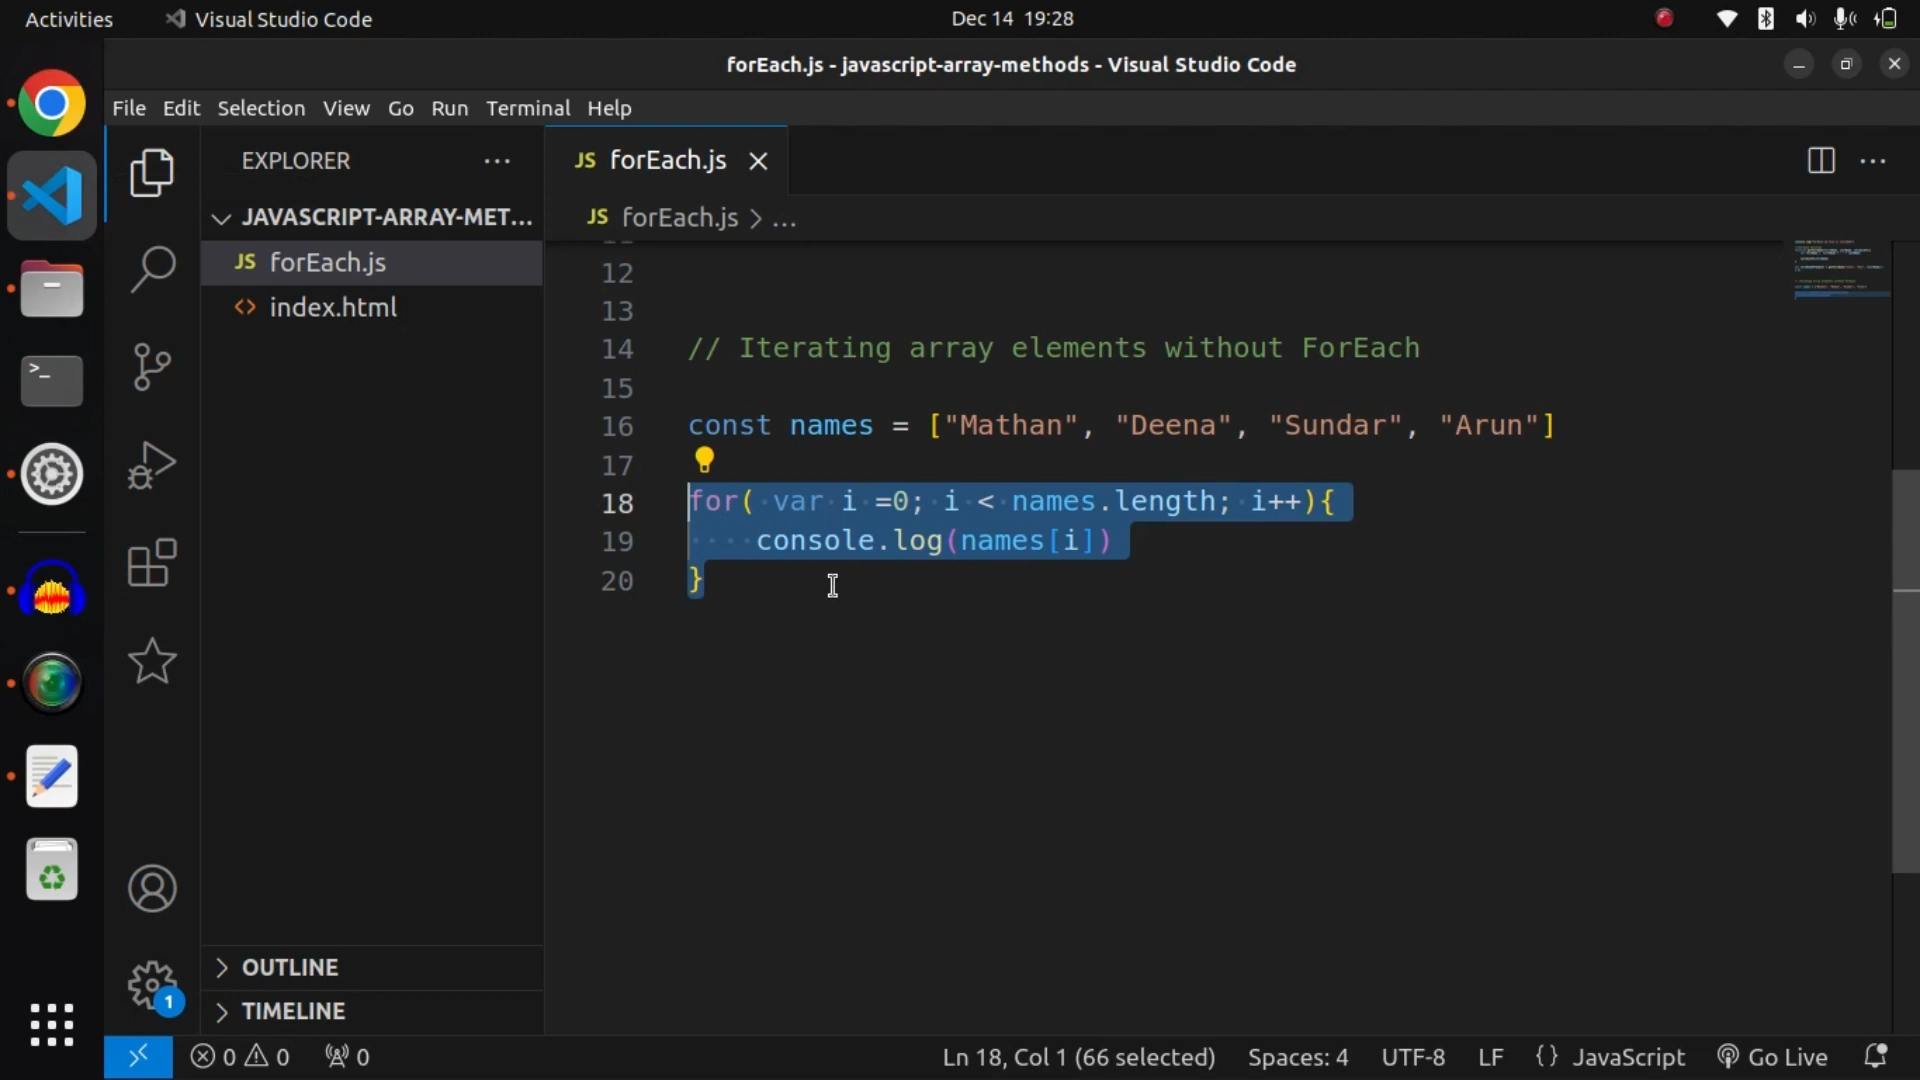 Activities Visual Studio Code Dec 14 19:28
forEach.js - javascript-array-methods - Visual Studio Code
File Edit Selection View Go Run Terminal Help
EXPLORER
JS forEach.js
JAVASCRIPT-ARRAY-MET...
JS forEach.js > ...
JS forEach.js
<> index.html
12
13
14 // Iterating array elements without ForEach
15
16 const names = ["Mathan", "Deena", "Sundar", "Arun"]
17
18 for( var i =0; i < names.length; i++){
19 console.log(names[i])
20 }
OUTLINE
TIMELINE
1
0 0 0 Ln 18, Col 1 (66 selected) Spaces: 4 UTF-8 LF {} JavaScript Go Live